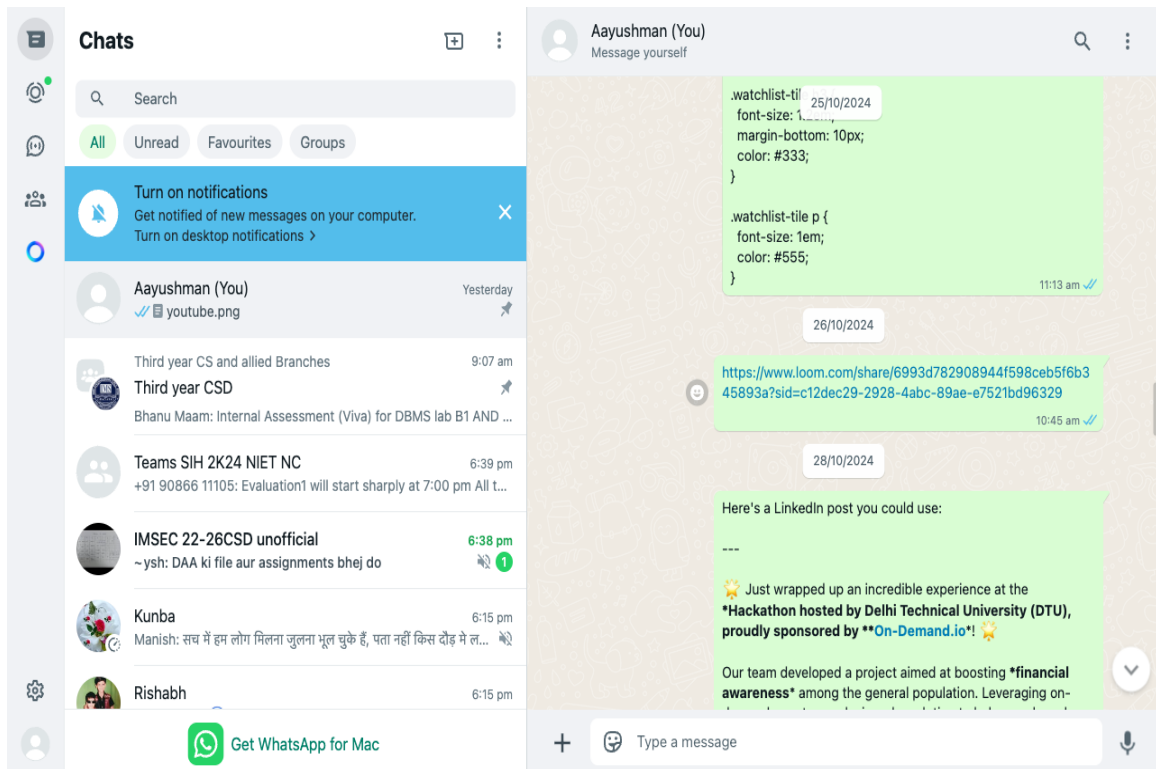 Chats
Search
All
Unread
Favourites
Groups
Turn on notifications
Get notified of new messages on your computer.
Turn on desktop notifications >
Aayushman (You)
Yesterday
youtube.png
Third year CS and allied Branches
9:07 am
Third year CSD
Bhanu Maam: Internal Assessment (Viva) for DBMS lab B1 AND ...
Teams SIH 2K24 NIET NC
6:39 pm
+91 90866 11105: Evaluation1 will start sharply at 7:00 pm All t...
IMSEC 22-26CSD unofficial
6:38 pm
~ysh: DAA ki file aur assignments bhej do
1
Kunba
6:15 pm
Manish: सच में हम लोग मिलना जुलना भूल चुके हैं, पता नहीं किस दौड़ मे ल...
Rishabh
6:15 pm
Get WhatsApp for Mac
Aayushman (You)
Message yourself
.watchlist-til
25/10/2024
font-size:
margin-bottom: 10px;
color: #333;
}
.watchlist-tile p {
font-size: 1em;
color: #555;
}
11:13 am
26/10/2024
https://www.loom.com/share/6993d782908944f598ceb5f6b3
45893a?sid=c12dec29-2928-4abc-89ae-e7521bd96329
10:45 am
28/10/2024
Here's a LinkedIn post you could use:
---
🌟 Just wrapped up an incredible experience at the
*Hackathon hosted by Delhi Technical University (DTU),
proudly sponsored by **On-Demand.io*! 🌟
Our team developed a project aimed at boosting *financial
awareness* among the general population. Leveraging on-
Type a message